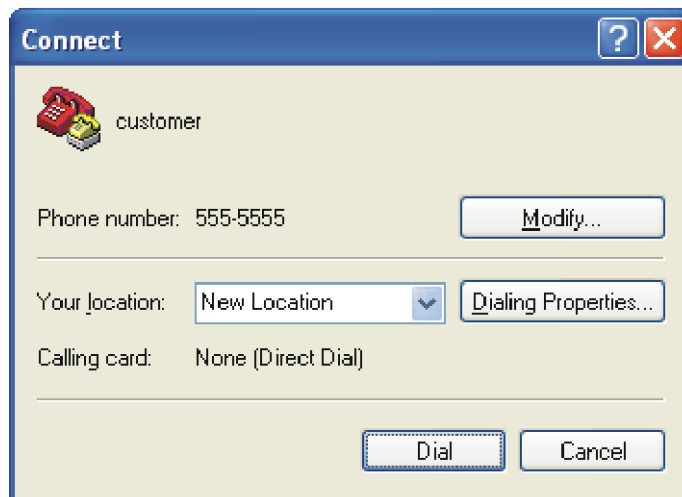 Connect
customer
Phone number: 555-5555 Modify...
Your location: New Location Dialing Properties...
Calling card: None (Direct Dial)
Dial Cancel